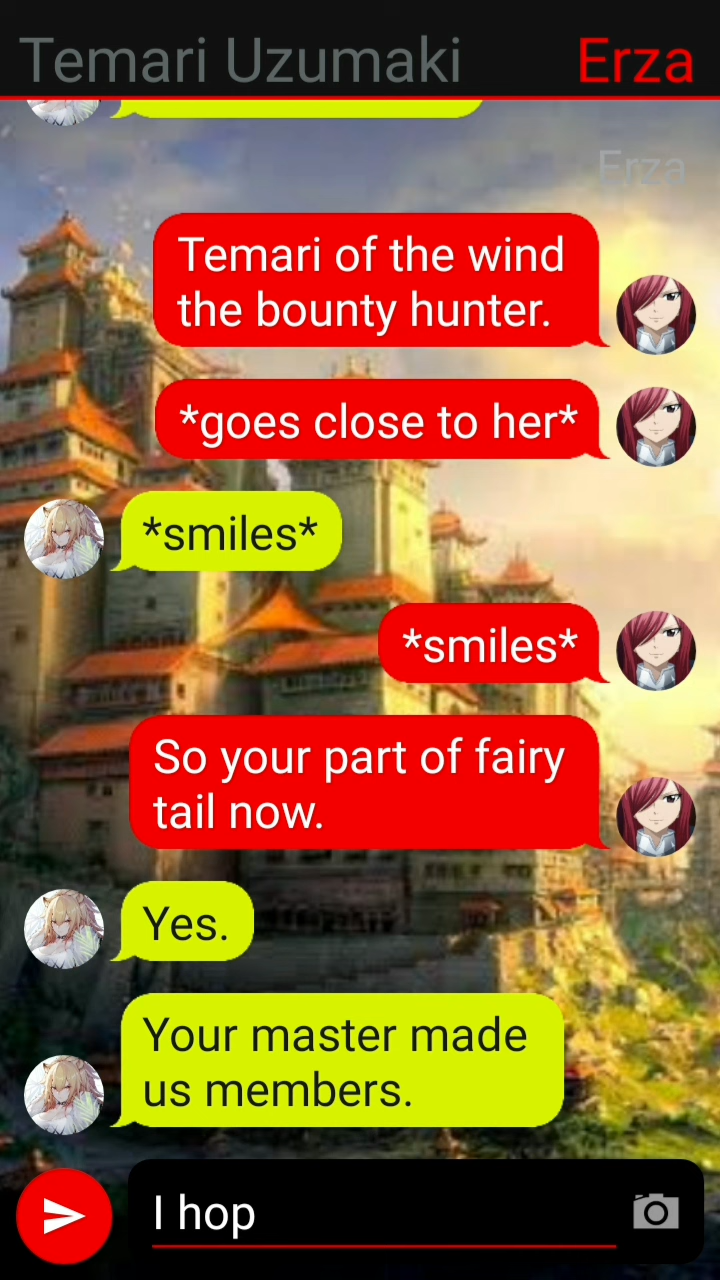 Temari Uzumaki
Erza
Erza
Temari of the wind
the bounty hunter.
*goes close to her*
*smiles*
*smiles*
So your part of fairy
tail now.
Yes.
Your master made
us members.
I hop